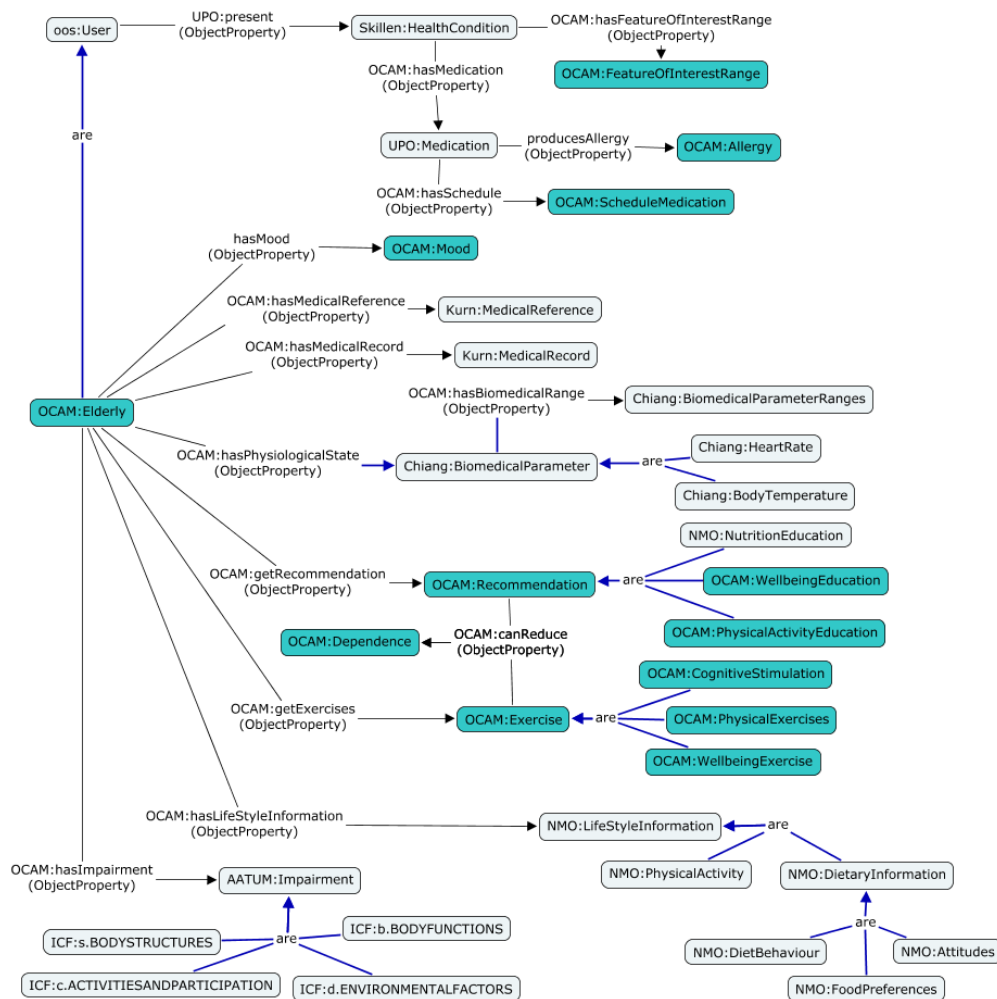 oos:User
UPO:present
(ObjectProperty)
Skillen:HealthCondition
OCAM:hasFeatureOfInterestRange
(ObjectProperty)
OCAM:FeatureOfInterestRange
OCAM:hasMedication
(ObjectProperty)
are
UPO:Medication
producesAllergy
(ObjectProperty)
OCAM:Allergy
OCAM:hasSchedule
(ObjectProperty)
OCAM:ScheduleMedication
hasMood
(ObjectProperty)
OCAM:Mood
OCAM:hasMedicalReference
(ObjectProperty)
Kurn:MedicalReference
OCAM:hasMedicalRecord
(ObjectProperty)
Kurn:MedicalRecord
OCAM:Elderly
OCAM:hasBiomedicalRange
(ObjectProperty)
Chiang:BiomedicalParameterRanges
OCAM:hasPhysiologicalState
(ObjectProperty)
Chiang:BiomedicalParameter
are
Chiang:HeartRate
Chiang:BodyTemperature
NMO:NutritionEducation
OCAM:getRecommendation
(ObjectProperty)
OCAM:Recommendation
are
OCAM:WellbeingEducation
OCAM:PhysicalActivityEducation
OCAM:Dependence
OCAM:canReduce
(ObjectProperty)
OCAM:CognitiveStimulation
OCAM:getExercises
(ObjectProperty)
OCAM:Exercise
are
OCAM:PhysicalExercises
OCAM:WellbeingExercise
OCAM:hasLifeStyleInformation
(ObjectProperty)
NMO:LifeStyleInformation
are
NMO:PhysicalActivity
NMO:DietaryInformation
OCAM:hasImpairment
(ObjectProperty)
AATUM:Impairment
are
ICF:s.BODYSTRUCTURES
ICF:b.BODYFUNCTIONS
ICF:c.ACTIVITIESANDPARTICIPATION
ICF:d.ENVIRONMENTALFACTORS
are
NMO:DietBehaviour
NMO:Attitudes
NMO:FoodPreferences